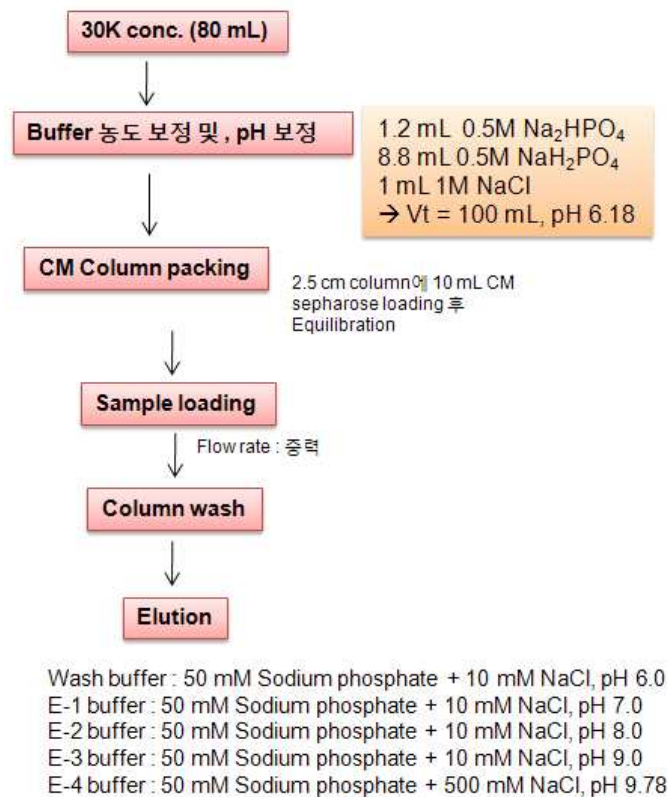 30K conc. (80 mL)
Buffer 농도 보정 및 , pH 보정
1.2 mL 0.5M Na₂HPO₄
8.8 mL 0.5M NaH₂PO₄
1 mL 1M NaCl
→ Vt = 100 mL, pH 6.18
CM Column packing
2.5 cm column에 10 mL CM
sepharose loading 후
Equilibration
Sample loading
Flow rate : 중력
Column wash
Elution
Wash buffer : 50 mM Sodium phosphate + 10 mM NaCl, pH 6.0
E-1 buffer : 50 mM Sodium phosphate + 10 mM NaCl, pH 7.0
E-2 buffer : 50 mM Sodium phosphate + 10 mM NaCl, pH 8.0
E-3 buffer : 50 mM Sodium phosphate + 10 mM NaCl, pH 9.0
E-4 buffer : 50 mM Sodium phosphate + 500 mM NaCl, pH 9.78